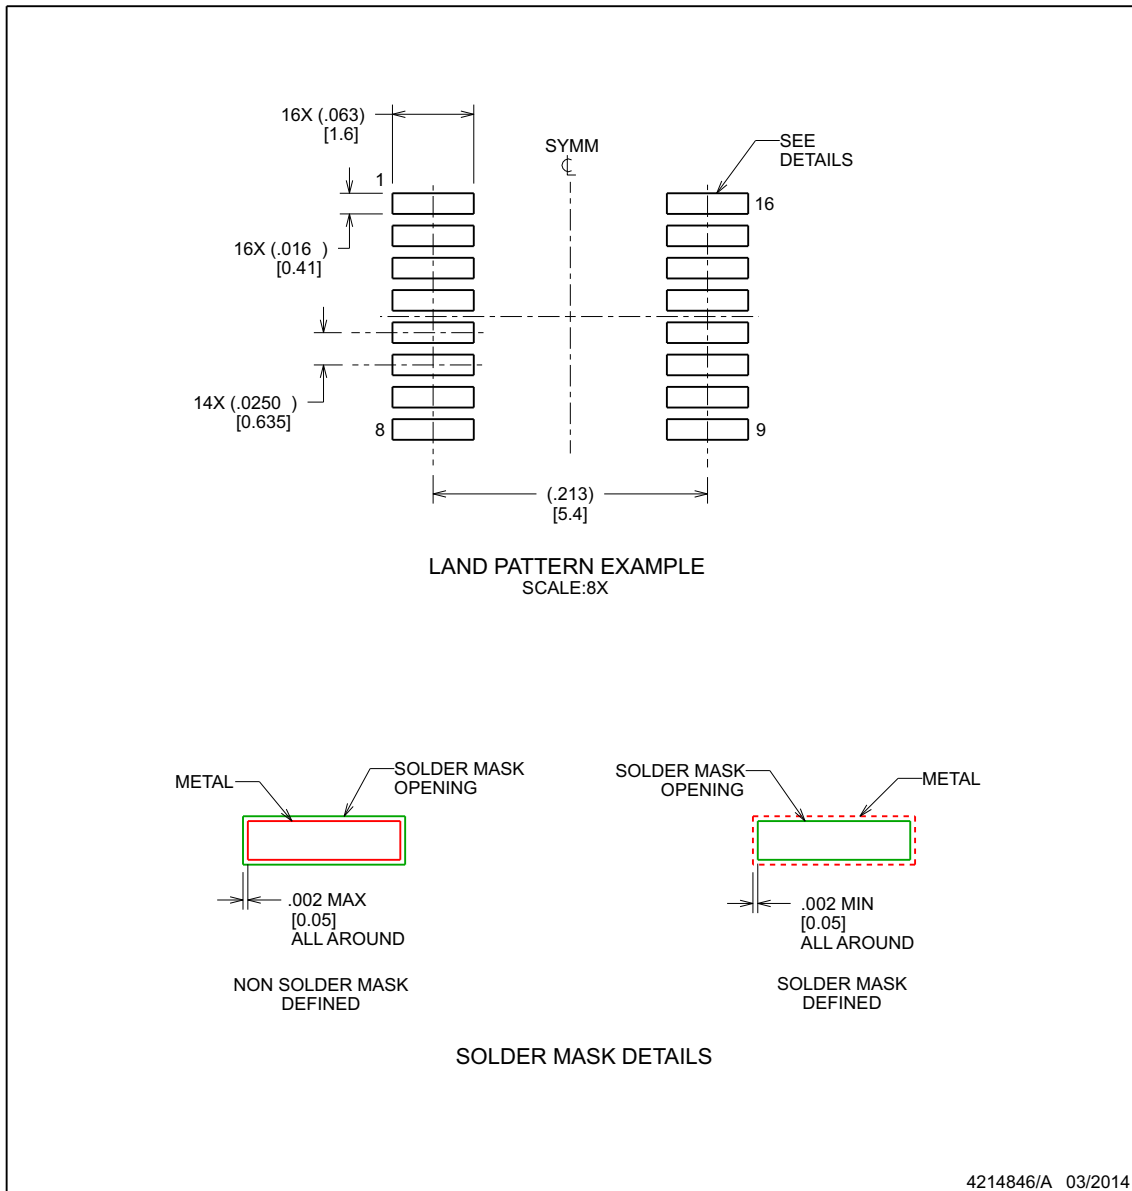 16X (.063)
[1.6]
SYMM
℄
SEE
DETAILS
1
16
16X (.016 )
[0.41]
14X (.0250 )
[0.635]
8
9
(.213)
[5.4]
LAND PATTERN EXAMPLE
SCALE:8X
METAL
SOLDER MASK
OPENING
.002 MAX
[0.05]
ALL AROUND
NON SOLDER MASK
DEFINED
SOLDER MASK
OPENING
METAL
.002 MIN
[0.05]
ALL AROUND
SOLDER MASK
DEFINED
SOLDER MASK DETAILS
4214846/A 03/2014